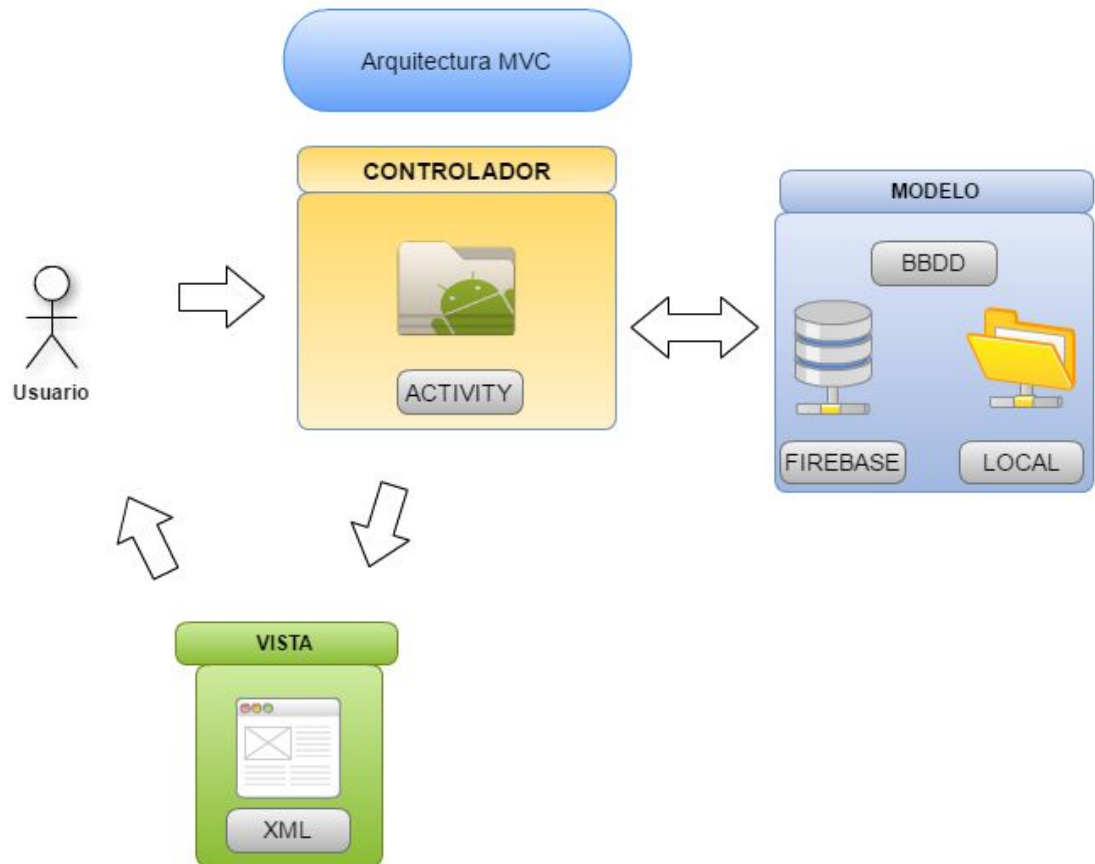 Arquitectura MVC
CONTROLADOR
MODELO
BBDD
Usuario
ACTIVITY
FIREBASE
LOCAL
VISTA
XML